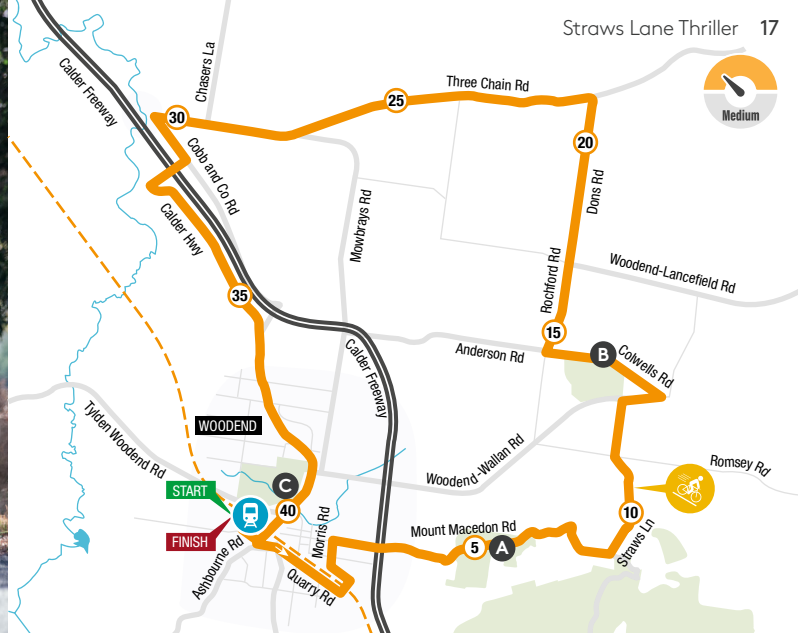 Straws Lane Thriller 17
Medium
Calder Freeway
Chasers La
Three Chain Rd
25
30
20
Cobb and Co Rd
Dons Rd
Mowbrays Rd
Calder Hwy
Rochford Rd
Woodend-Lancefield Rd
35
15
Anderson Rd
B
Colwells Rd
Calder Freeway
WOODEND
Tylden Woodend Rd
Woodend-Wallan Rd
Romsey Rd
START
C
40
10
FINISH
Morris Rd
Mount Macedon Rd
5
A
Straws Ln
Ashbourne Rd
Quarry Rd